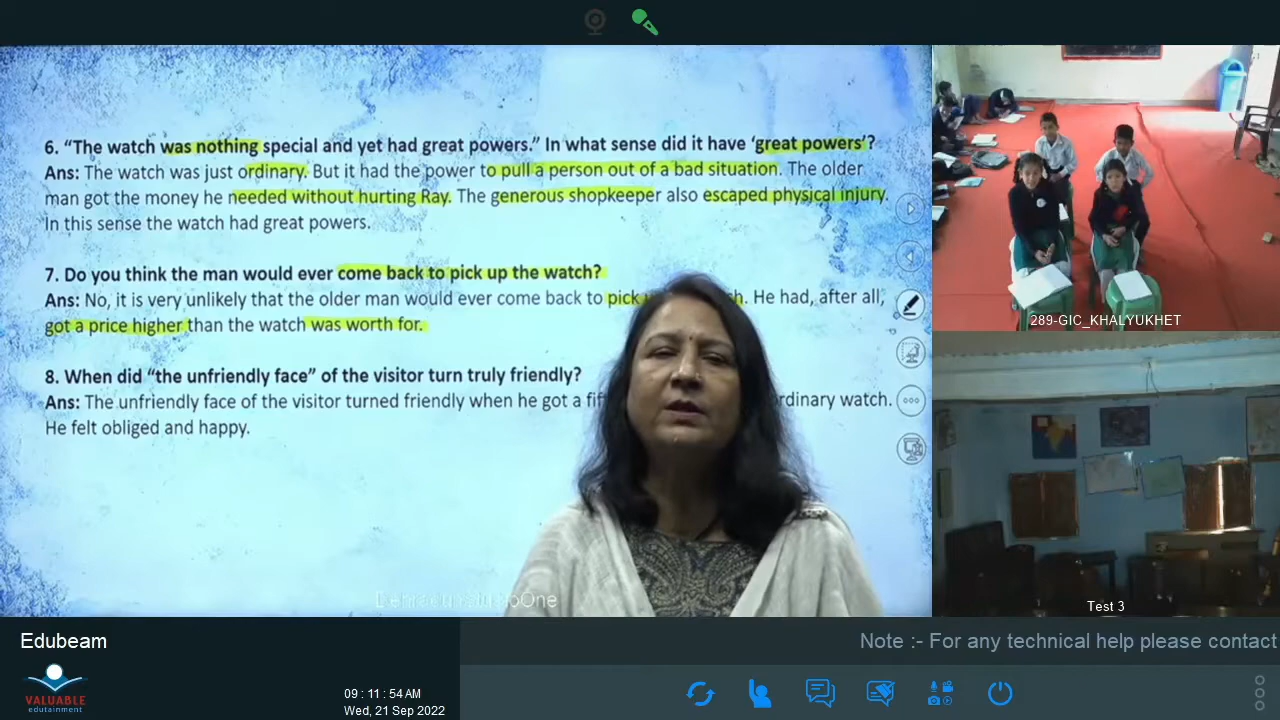 6. “The watch was nothing special and yet had great powers.” In what sense did it have ‘great powers’?
Ans: The watch was just ordinary. But it had the power to pull a person out of a bad situation. The older
man got the money he needed without hurting Ray. The generous shopkeeper also escaped physical injury.
In this sense the watch had great powers.
7. Do you think the man would ever come back to pick up the watch?
Ans: No, it is very unlikely that the older man would ever come back to pick . He had, after all,
got a price higher than the watch was worth for.
8. When did “the unfriendly face” of the visitor turn truly friendly?
Ans: The unfriendly face of the visitor turned friendly when he got a watch.
He felt obliged and happy.
289-GIC_KHALYUKHET
Test 3
Edubeam
VALUABLE
edutainment
09 : 11 : 54 AM
Wed, 21 Sep 2022
Note :- For any technical help please contact